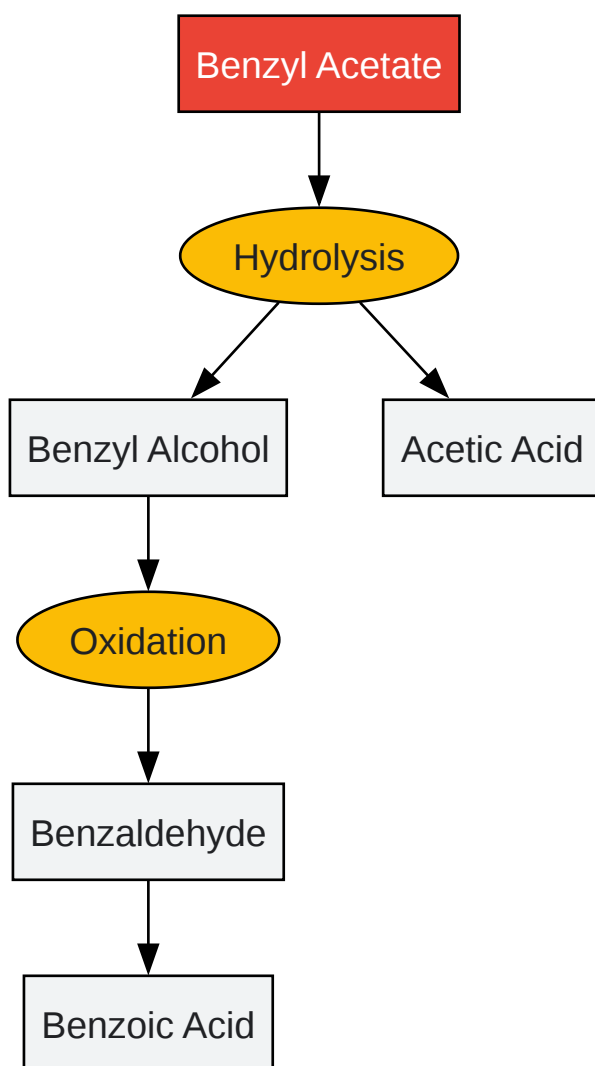 Benzyl Acetate
Hydrolysis
Benzyl Alcohol
Acetic Acid
Oxidation
Benzaldehyde
Benzoic Acid